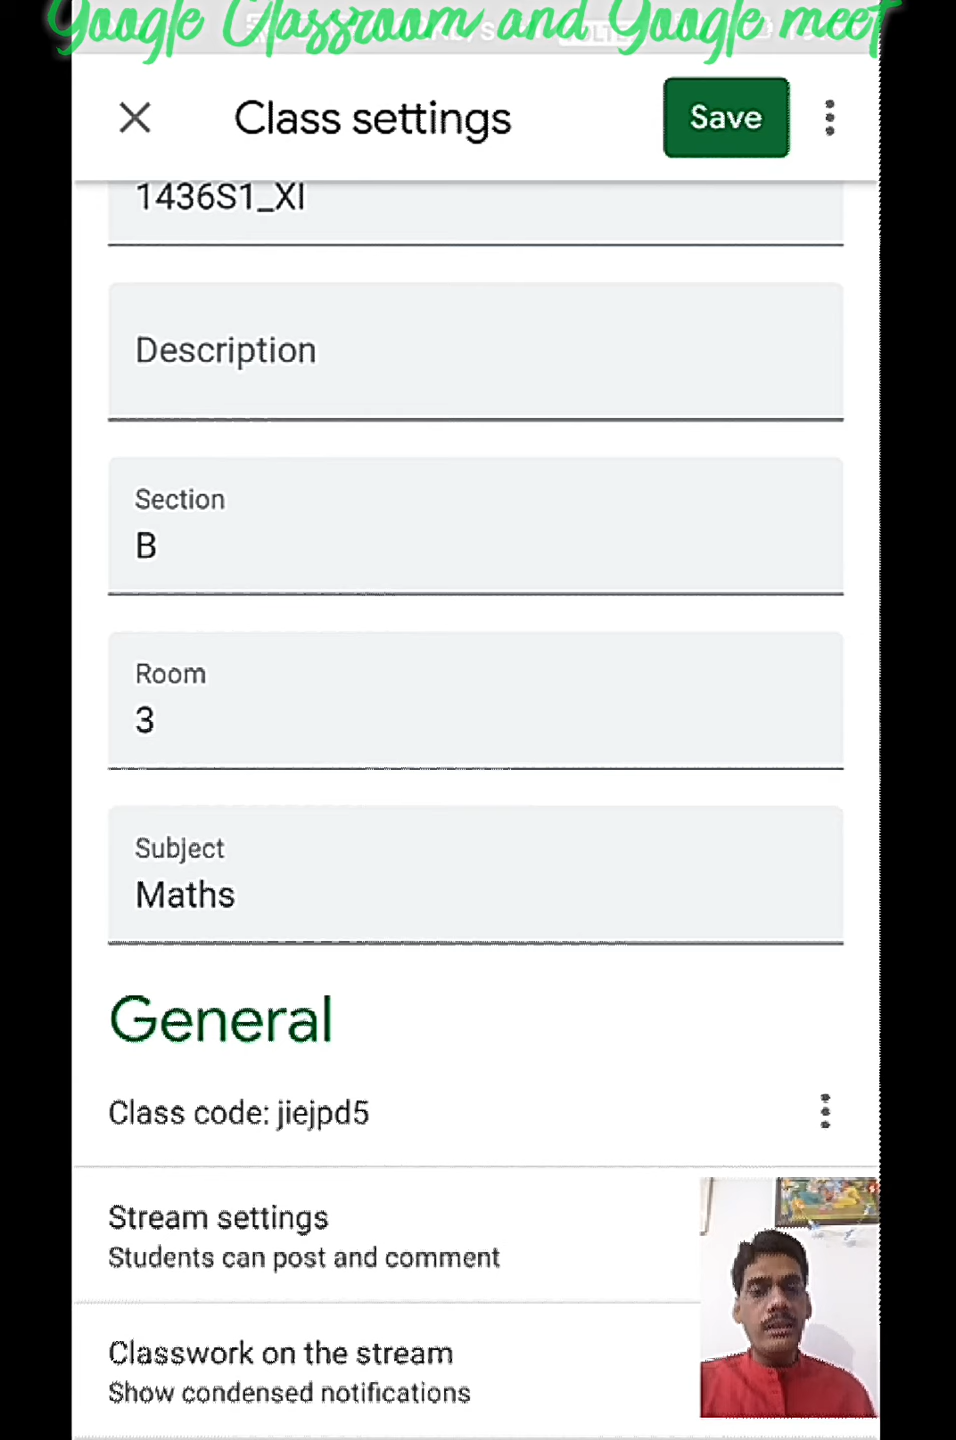 Google Classroom and Google meet
Class settings
Save
1436S1_XI
Description
Section
B
Room
3
Subject
Maths
General
Class code: jiejpd5
Stream settings
Students can post and comment
Classwork on the stream
Show condensed notifications